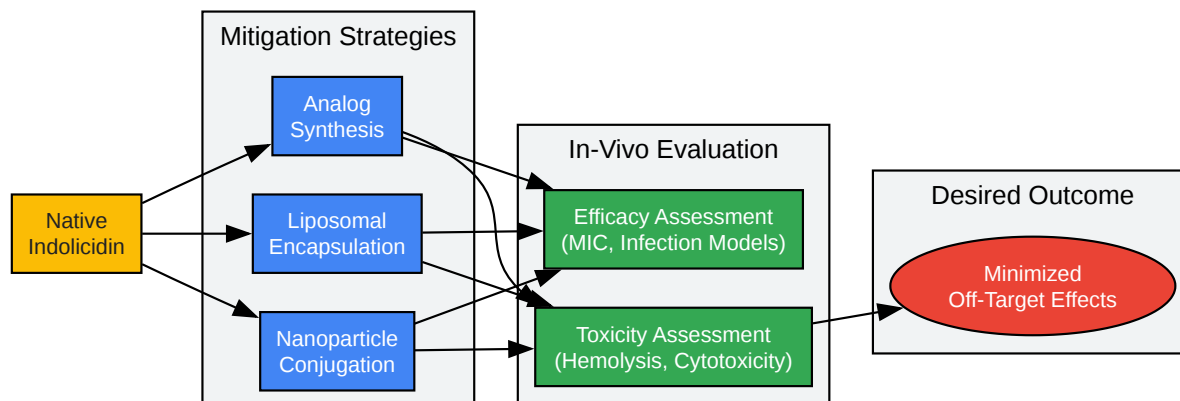 Native
Indolicidin
Mitigation Strategies
Analog
Synthesis
Liposomal
Encapsulation
Nanoparticle
Conjugation
In-Vivo Evaluation
Efficacy Assessment
(MIC, Infection Models)
Toxicity Assessment
(Hemolysis, Cytotoxicity)
Desired Outcome
Minimized
Off-Target Effects